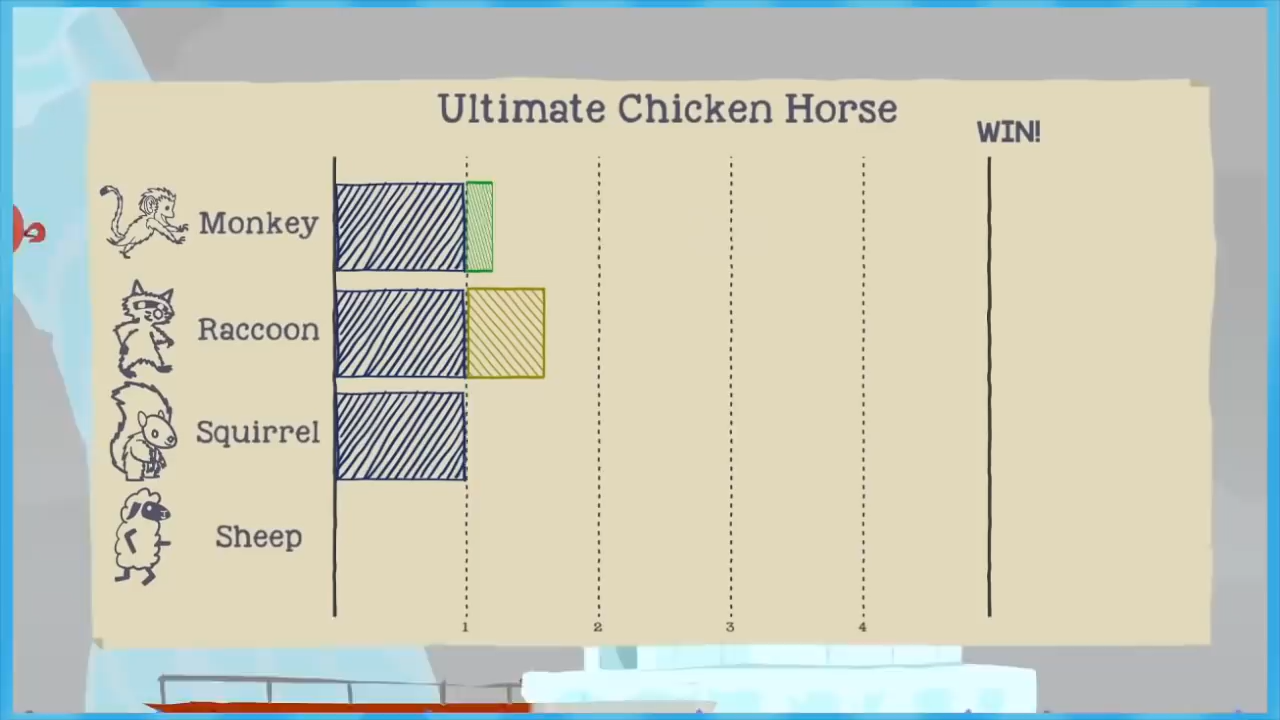 Ultimate Chicken Horse
WIN!
Monkey
Raccoon
Squirrel
Sheep
1 2 3 4